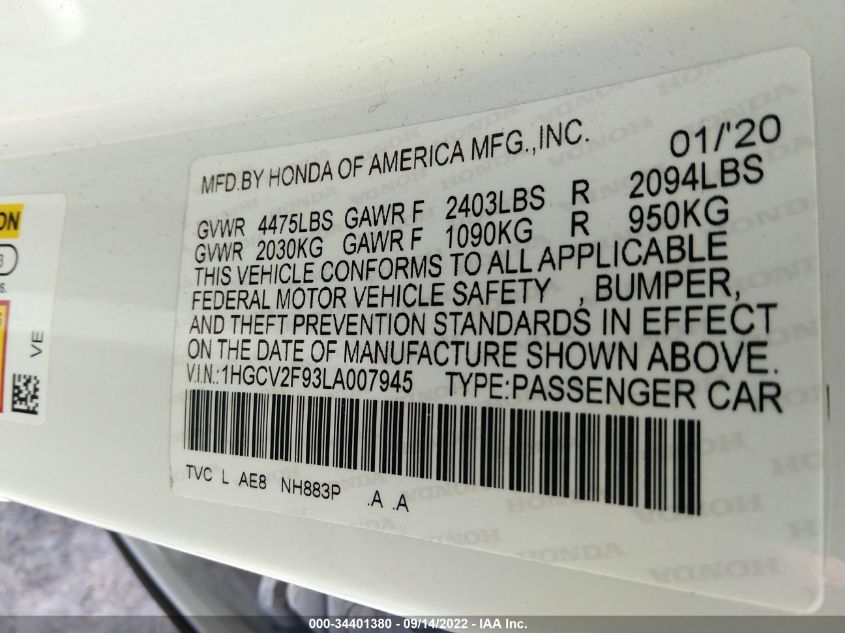 MFD.BY HONDA OF AMERICA MFG.,INC. 01/'20
GVWR 4475LBS GAWR F 2403LBS R 2094LBS
GVWR 2030KG GAWR F 1090KG R 950KG
THIS VEHICLE CONFORMS TO ALL APPLICABLE
FEDERAL MOTOR VEHICLE SAFETY , BUMPER,
AND THEFT PREVENTION STANDARDS IN EFFECT
ON THE DATE OF MANUFACTURE SHOWN ABOVE.
V.I.N.:1HGCV2F93LA007945 TYPE:PASSENGER CAR
TVC L AE8 NH883P .A .A
VE
HONDA
000-34401380 - 09/14/2022 - IAA Inc.